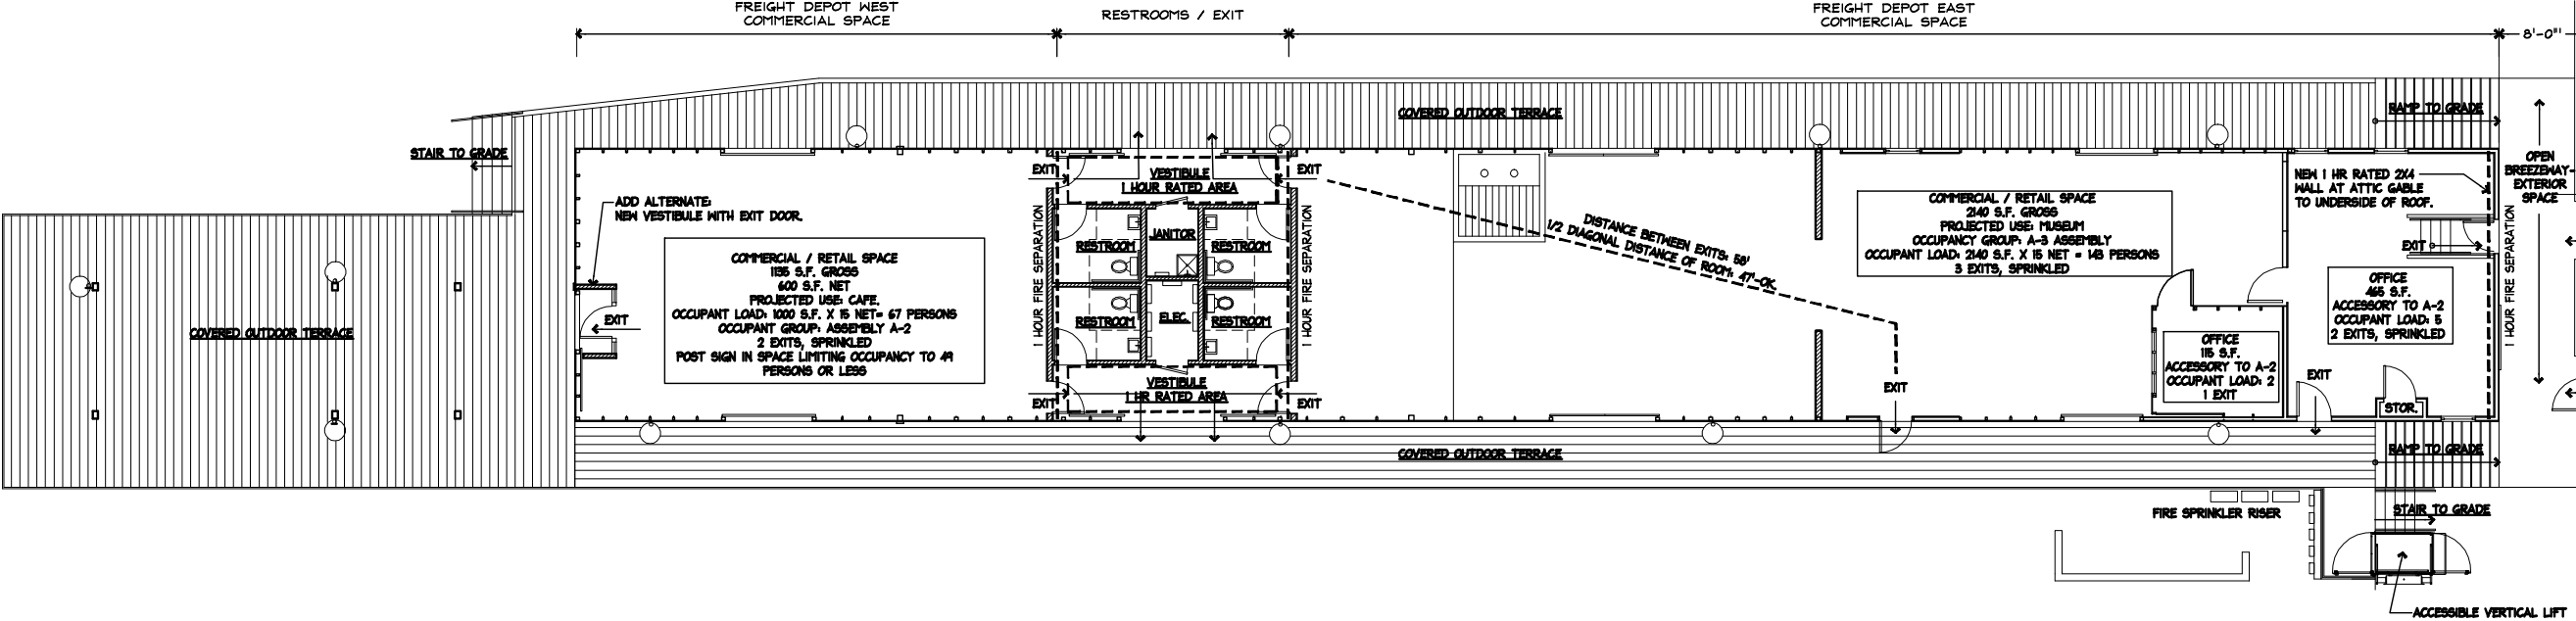 FREIGHT DEPOT WEST
COMMERCIAL SPACE
RESTROOMS / EXIT
FREIGHT DEPOT EAST
COMMERCIAL SPACE
8'-0"
STAIR TO GRADE
COVERED OUTDOOR TERRACE
COVERED OUTDOOR TERRACE
RAMP TO GRADE
ADD ALTERNATE:
NEW VESTIBULE WITH EXIT DOOR.
COMMERCIAL / RETAIL SPACE
1135 S.F. GROSS
600 S.F. NET
PROJECTED USE: CAFE.
OCCUPANT LOAD: 1000 S.F. X 15 NET= 67 PERSONS
OCCUPANT GROUP: ASSEMBLY A-2
2 EXITS, SPRINKLED
POST SIGN IN SPACE LIMITING OCCUPANCY TO 49
PERSONS OR LESS
EXIT
EXIT
EXIT
1 HOUR FIRE SEPARATION
VESTIBULE
1 HOUR RATED AREA
RESTROOM
JANITOR
RESTROOM
RESTROOM
ELEC.
RESTROOM
VESTIBULE
1 HR RATED AREA
EXIT
EXIT
1 HOUR FIRE SEPARATION
DISTANCE BETWEEN EXITS: 58'
1/2 DIAGONAL DISTANCE OF ROOM: 47'-OK.
EXIT
COMMERCIAL / RETAIL SPACE
2140 S.F. GROSS
PROJECTED USE: MUSEUM
OCCUPANCY GROUP: A-3 ASSEMBLY
OCCUPANT LOAD: 2140 S.F. X 15 NET = 143 PERSONS
3 EXITS, SPRINKLED
OFFICE
115 S.F.
ACCESSORY TO A-2
OCCUPANT LOAD: 2
1 EXIT
NEW 1 HR RATED 2X4
WALL AT ATTIC GABLE
TO UNDERSIDE OF ROOF.
EXIT
OFFICE
465 S.F.
ACCESSORY TO A-2
OCCUPANT LOAD: 5
2 EXITS, SPRINKLED
EXIT
STOR.
1 HOUR FIRE SEPARATION
OPEN
BREEZEWAY-
EXTERIOR
SPACE
COVERED OUTDOOR TERRACE
RAMP TO GRADE
FIRE SPRINKLER RISER
STAIR TO GRADE
ACCESSIBLE VERTICAL LIFT